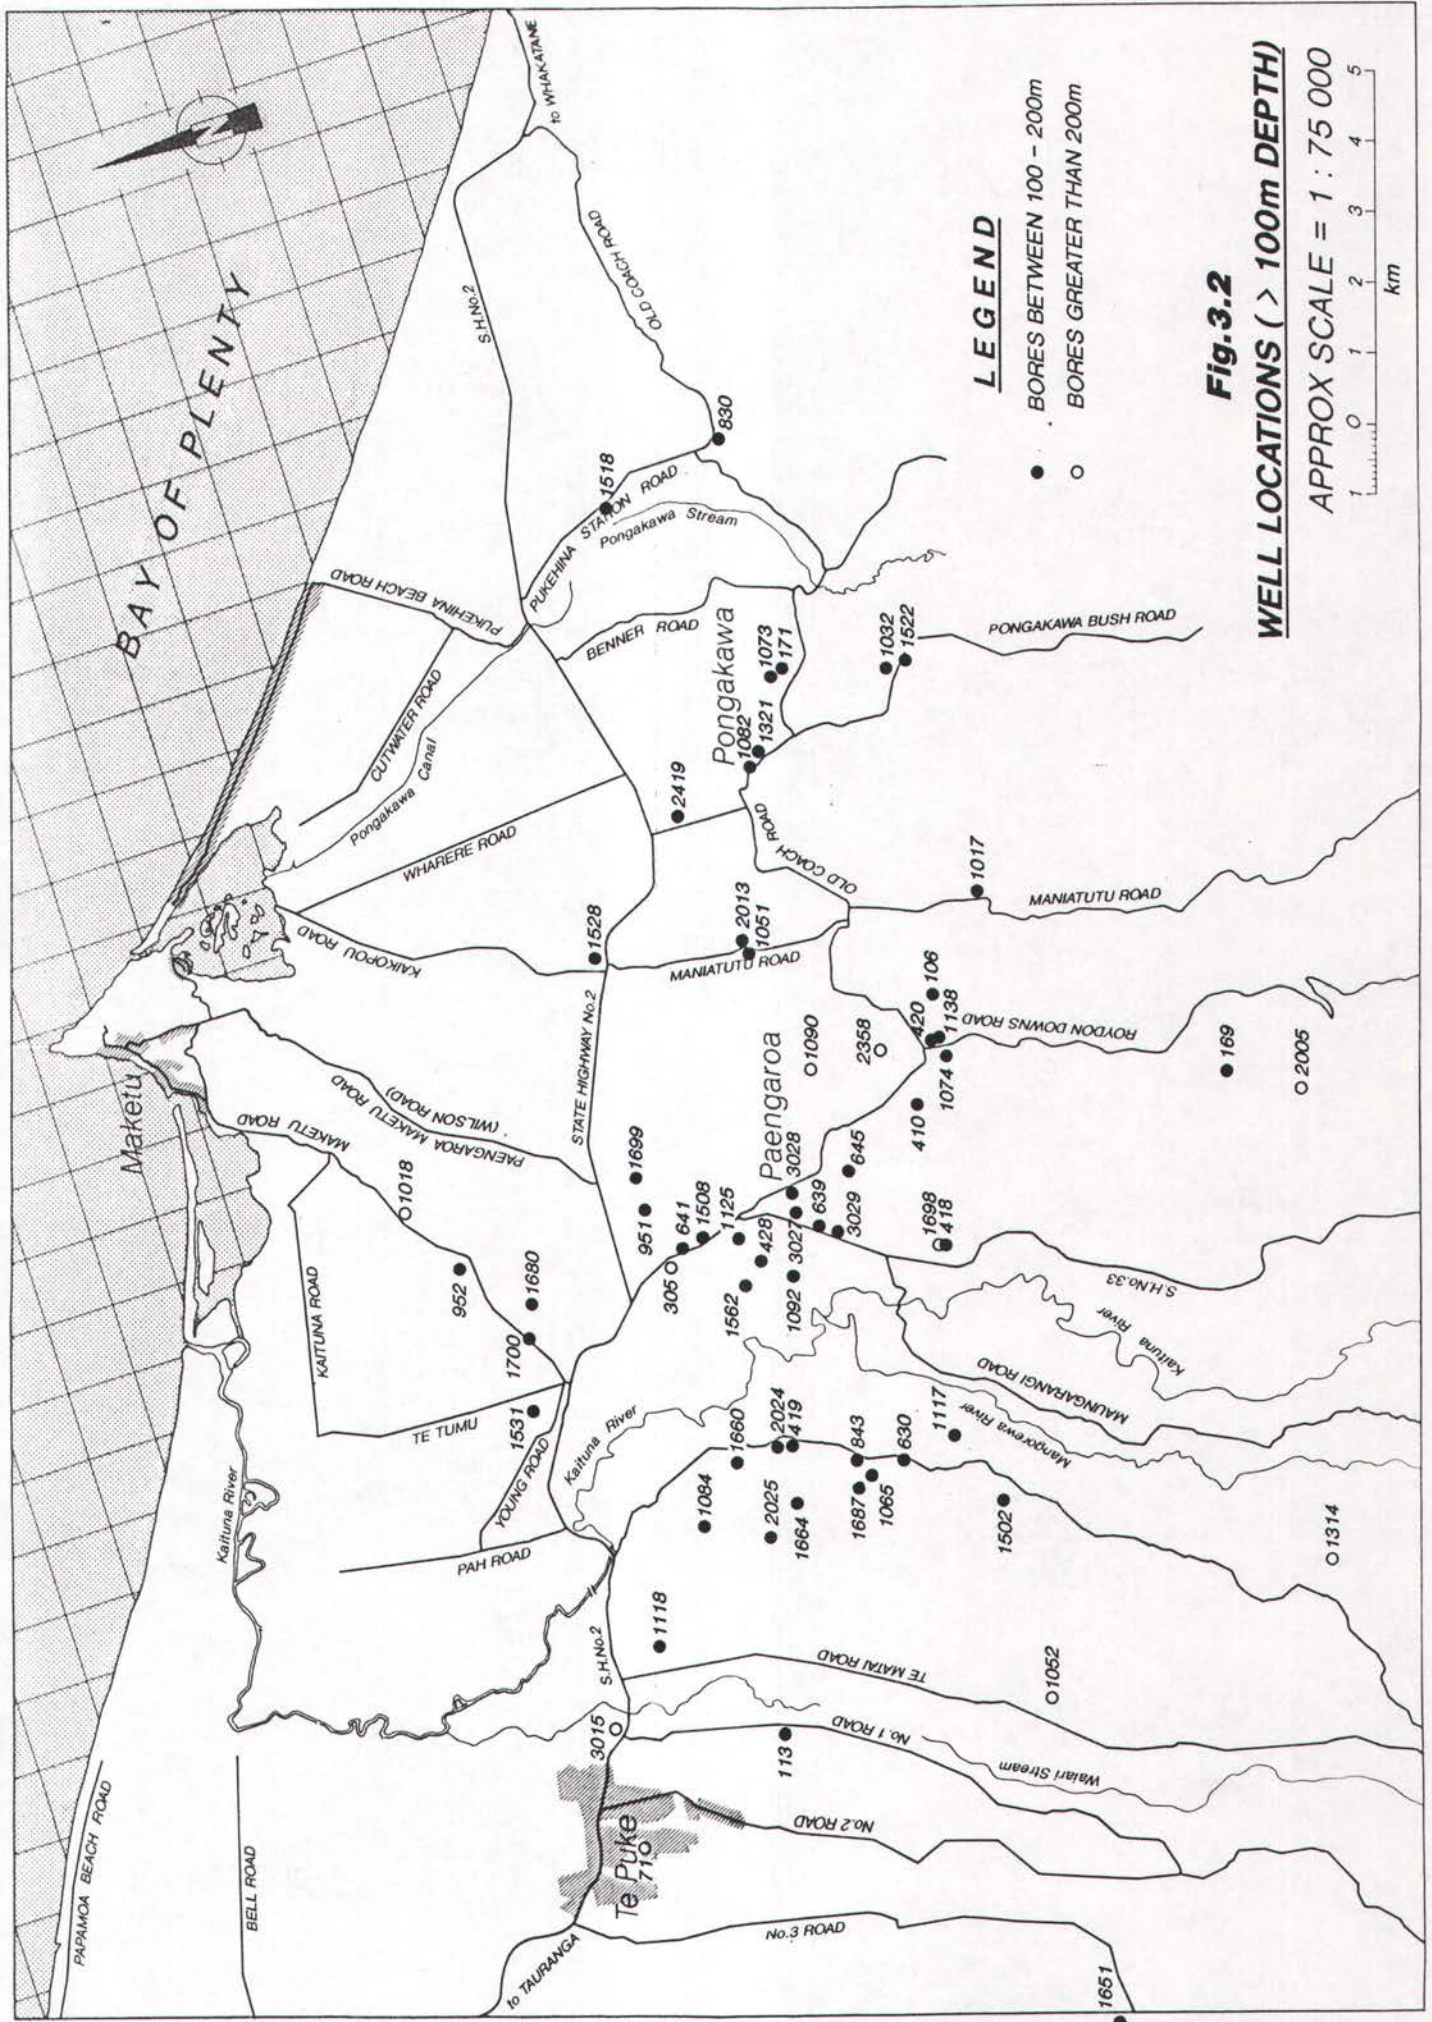 BAY OF PLENTY
N
to WHAKATANE
S.H.No.2
OLD COACH ROAD
PUKEHINA BEACH ROAD
PUKEHINA STATION ROAD
Pongakawa Stream
1518
830
CUTWATER ROAD
Pongakawa Canal
BENNER ROAD
WHARERE ROAD
Pongakawa
1073
171
1082
1321
1032
1522
PONGAKAWA BUSH ROAD
2419
OLD COACH ROAD
KAIKOPOU ROAD
1528
2013
1051
MANIATUTU ROAD
1017
MANIATUTU ROAD
Maketu
MAKETU ROAD
PAENGAROA MAKETU ROAD
(WILSON ROAD)
STATE HIGHWAY No.2
Paengaroa
1090
2358
420
106
1138
1074
410
ROYDON DOWNS ROAD
169
2005
1018
KAITUNA ROAD
952
1680
1700
1531
TE TUMU
YOUNG ROAD
PAH ROAD
1699
951
641
1508
305
1125
428
1562
1092
3027
3028
639
645
3029
1698
418
S.H.No.33
Kaituna River
MAUNGARANGI ROAD
Mangorewa River
Kaituna River
Kaituna River
1660
2024
419
843
630
1117
1084
2025
1664
1687
1065
1502
1314
1118
S.H.No.2
TE MATAI ROAD
1052
3015
113
No.1 ROAD
Waiari Stream
No.2 ROAD
Te Puke
71
No.3 ROAD
1651
to TAURANGA
PAPAMOA BEACH ROAD
BELL ROAD
LEGEND
BORES BETWEEN 100 - 200m
BORES GREATER THAN 200m
Fig.3.2
WELL LOCATIONS ( > 100m DEPTH)
APPROX SCALE = 1 : 75 000
1 0 1 2 3 4 5
km